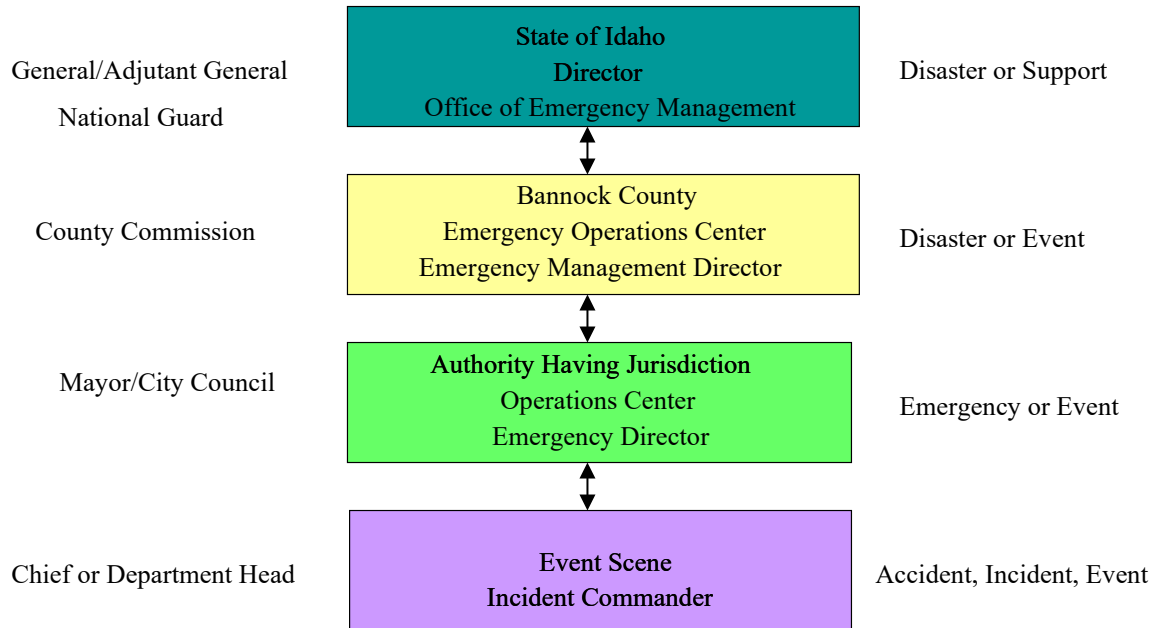 State of Idaho
General/Adjutant General
Director
Disaster or Support
National Guard
Office of Emergency Management
Bannock County
County Commission
Emergency Operations Center
Disaster or Event
Emergency Management Director
Authority Having Jurisdiction
Mayor/City Council
Operations Center
Emergency or Event
Emergency Director
Event Scene
Chief or Department Head
Incident Commander
Accident, Incident, Event